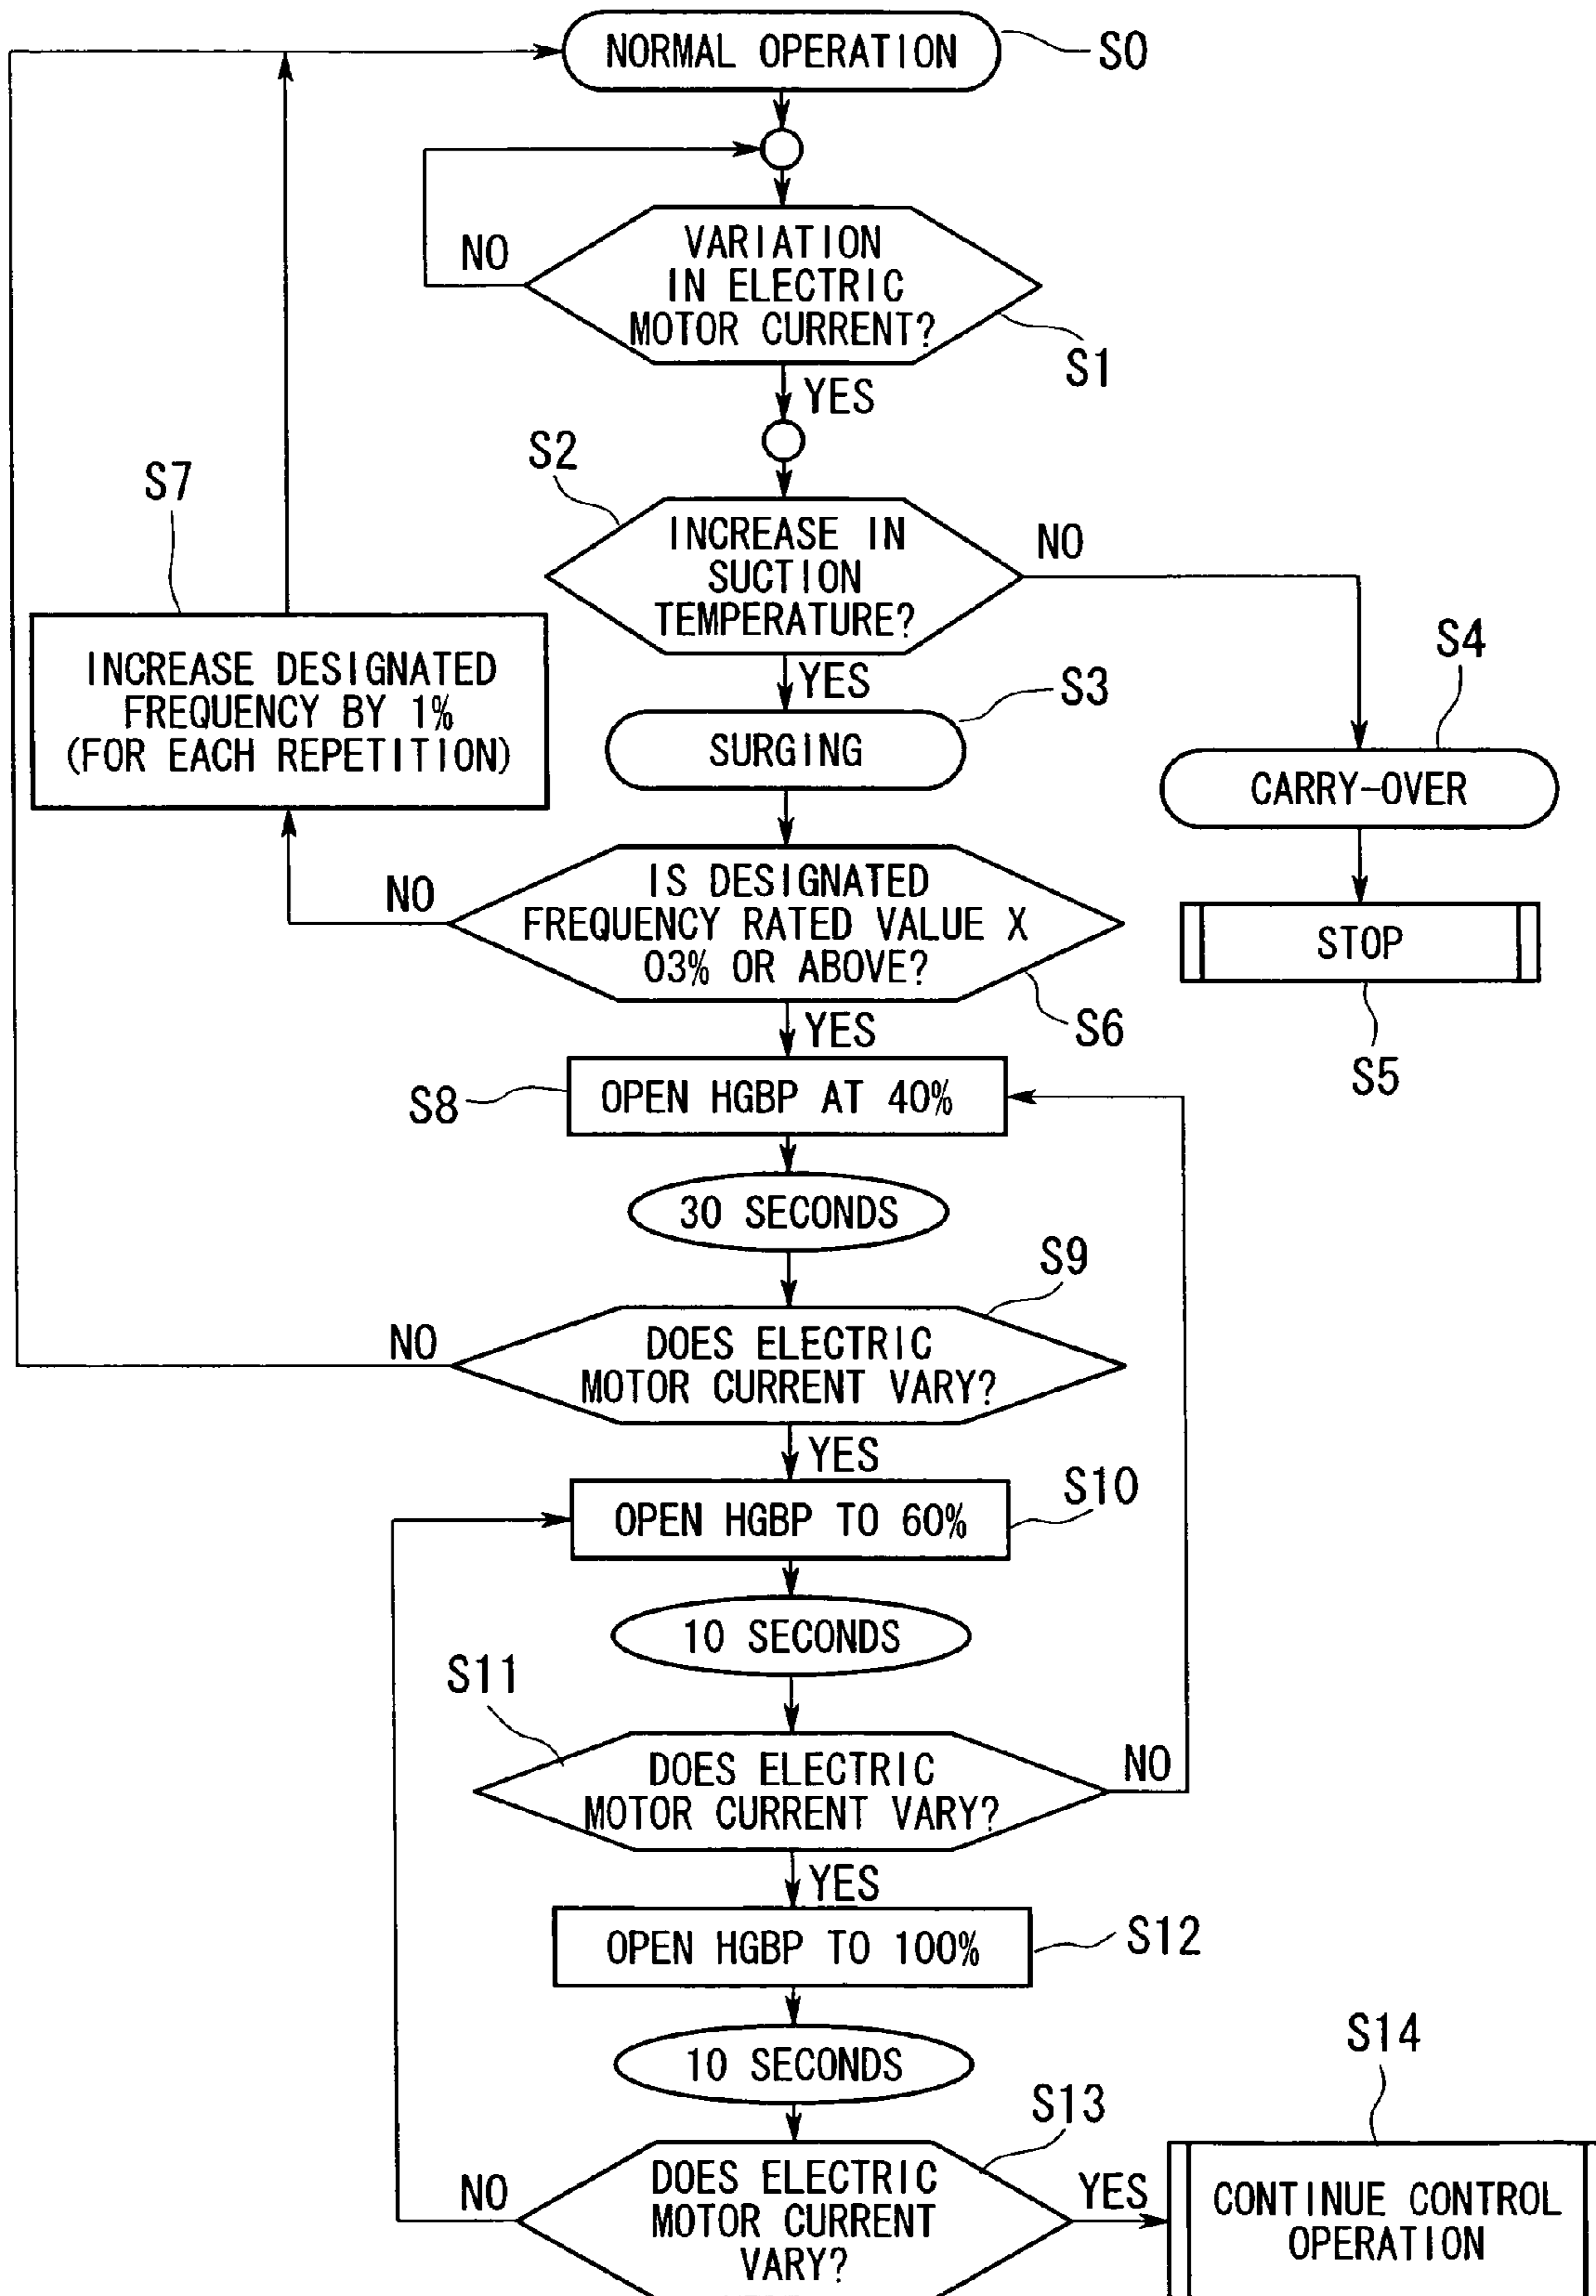 NORMAL OPERATION
S0
NO
VARIATION
IN ELECTRIC
MOTOR CURRENT?
S1
YES
S2
INCREASE IN
SUCTION
TEMPERATURE?
NO
S7
INCREASE DESIGNATED
FREQUENCY BY 1%
(FOR EACH REPETITION)
YES
S3
SURGING
S4
CARRY-OVER
NO
IS DESIGNATED
FREQUENCY RATED VALUE X
03% OR ABOVE?
S6
STOP
S5
YES
S8
OPEN HGBP AT 40%
30 SECONDS
S9
NO
DOES ELECTRIC
MOTOR CURRENT VARY?
YES
S10
OPEN HGBP TO 60%
10 SECONDS
S11
DOES ELECTRIC
MOTOR CURRENT VARY?
NO
YES
OPEN HGBP TO 100%
S12
10 SECONDS
S13
S14
NO
DOES ELECTRIC
MOTOR CURRENT
VARY?
YES
CONTINUE CONTROL
OPERATION